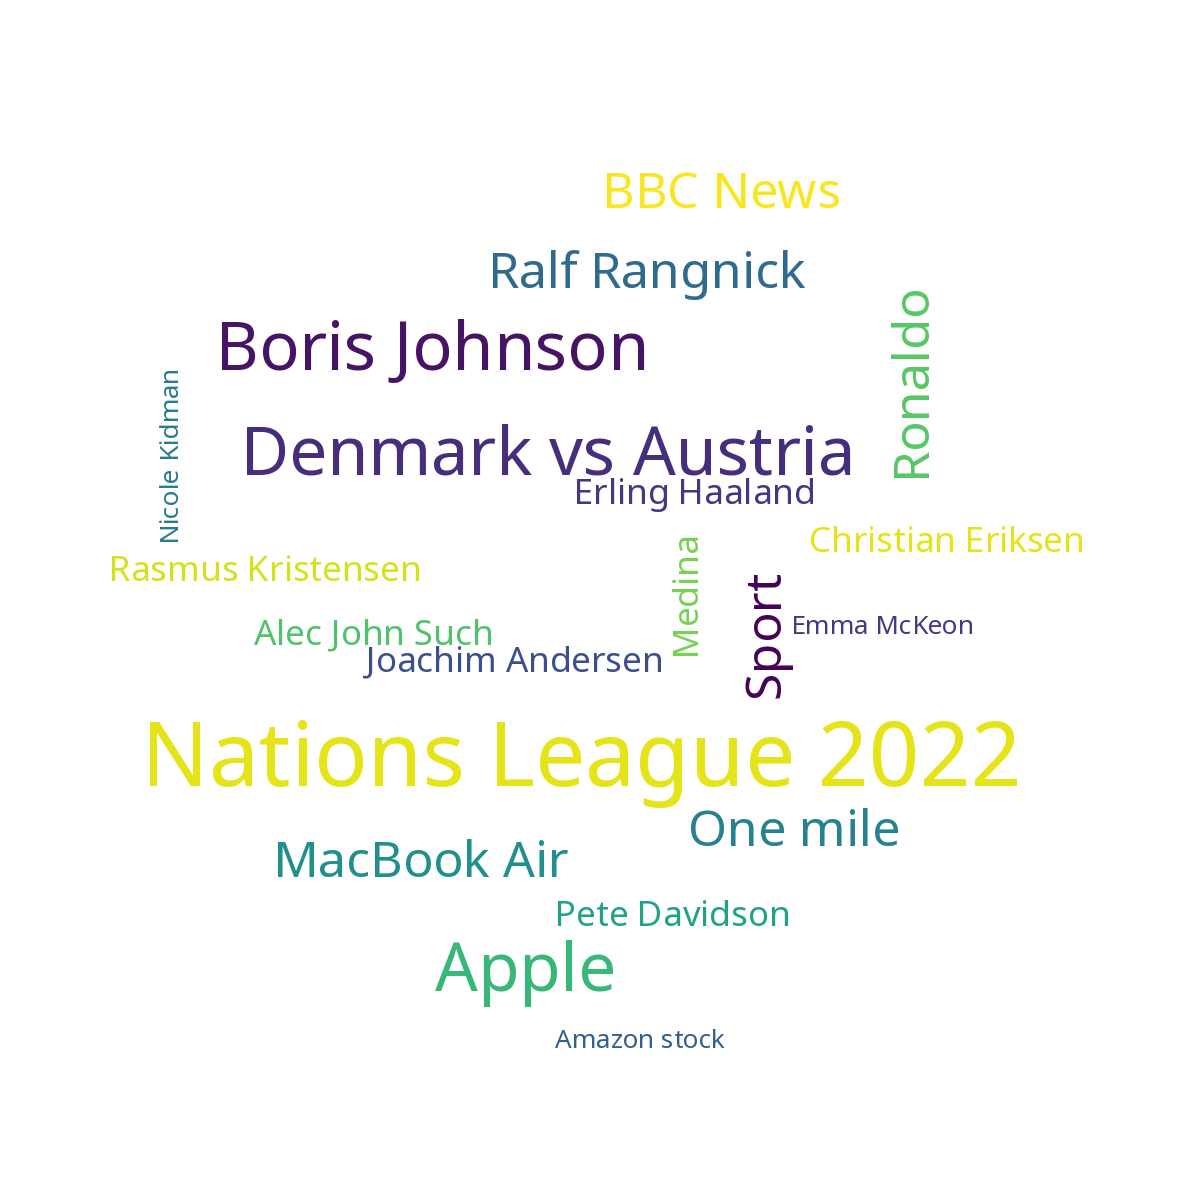 BBC News
Ralf Rangnick
Ronaldo
Boris Johnson
Nicole Kidman
Denmark vs Austria
Erling Haaland
Christian Eriksen
Medina
Rasmus Kristensen
Sport
Emma McKeon
Alec John Such
Joachim Andersen
Nations League 2022
One mile
MacBook Air
Pete Davidson
Apple
Amazon stock